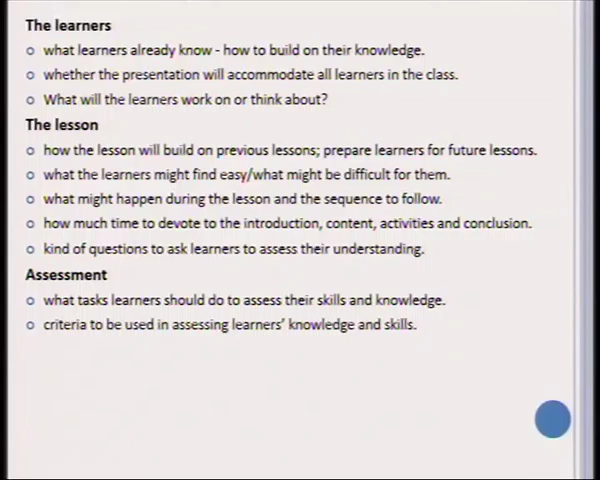 The learners
what learners already know - how to build on their knowledge.
whether the presentation will accommodate all learners in the class.
What will the learners work on or think about?
The lesson
how the lesson will build on previous lessons; prepare learners for future lessons.
what the learners might find easy/what might be difficult for them.
what might happen during the lesson and the sequence to follow.
how much time to devote to the introduction, content, activities and conclusion.
kind of questions to ask learners to assess their understanding.
Assessment
what tasks learners should do to assess their skills and knowledge.
criteria to be used in assessing learners' knowledge and skills.